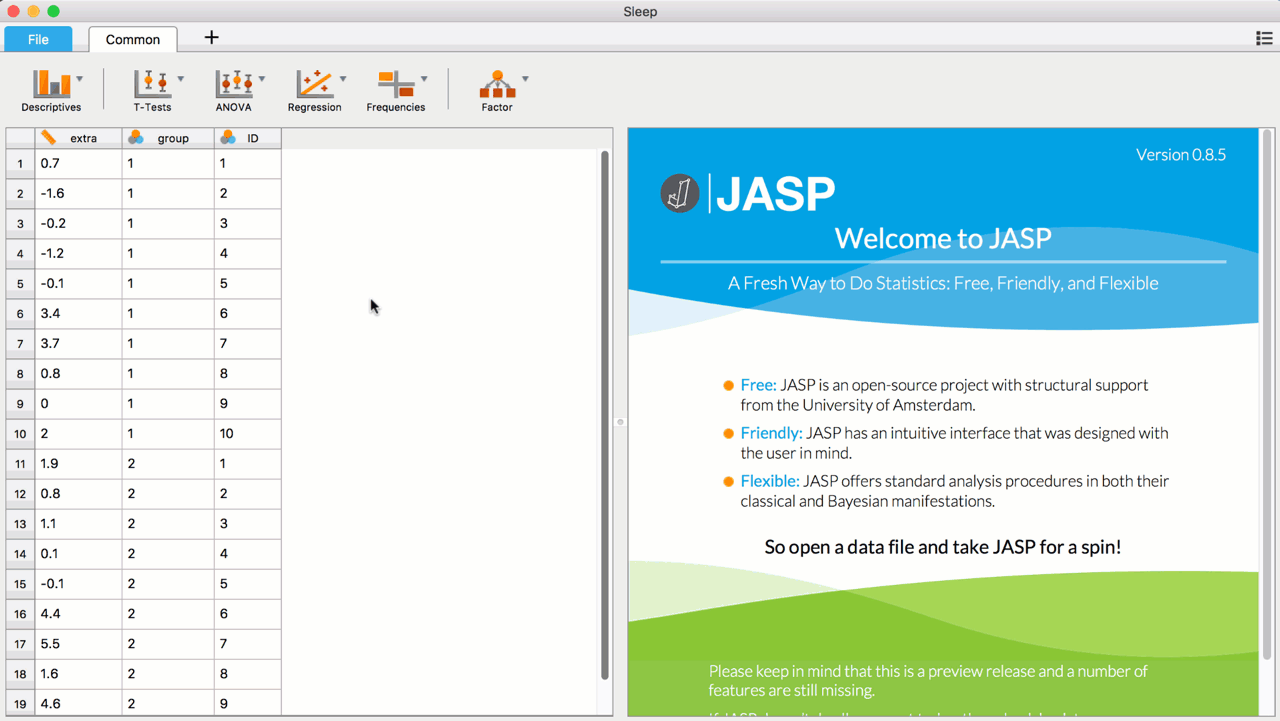 Sleep
File Common +
Descriptives T-Tests ANOVA Regression Frequencies Factor
extra group ID
1 0.7 1 1
2 -1.6 1 2
3 -0.2 1 3
4 -1.2 1 4
5 -0.1 1 5
6 3.4 1 6
7 3.7 1 7
8 0.8 1 8
9 0 1 9
10 2 1 10
11 1.9 2 1
12 0.8 2 2
13 1.1 2 3
14 0.1 2 4
15 -0.1 2 5
16 4.4 2 6
17 5.5 2 7
18 1.6 2 8
19 4.6 2 9
Version 0.8.5
JASP
Welcome to JASP
A Fresh Way to Do Statistics: Free, Friendly, and Flexible
Free: JASP is an open-source project with structural support
from the University of Amsterdam.
Friendly: JASP has an intuitive interface that was designed with
the user in mind.
Flexible: JASP offers standard analysis procedures in both their
classical and Bayesian manifestations.
So open a data file and take JASP for a spin!
Please keep in mind that this is a preview release and a number of
features are still missing.